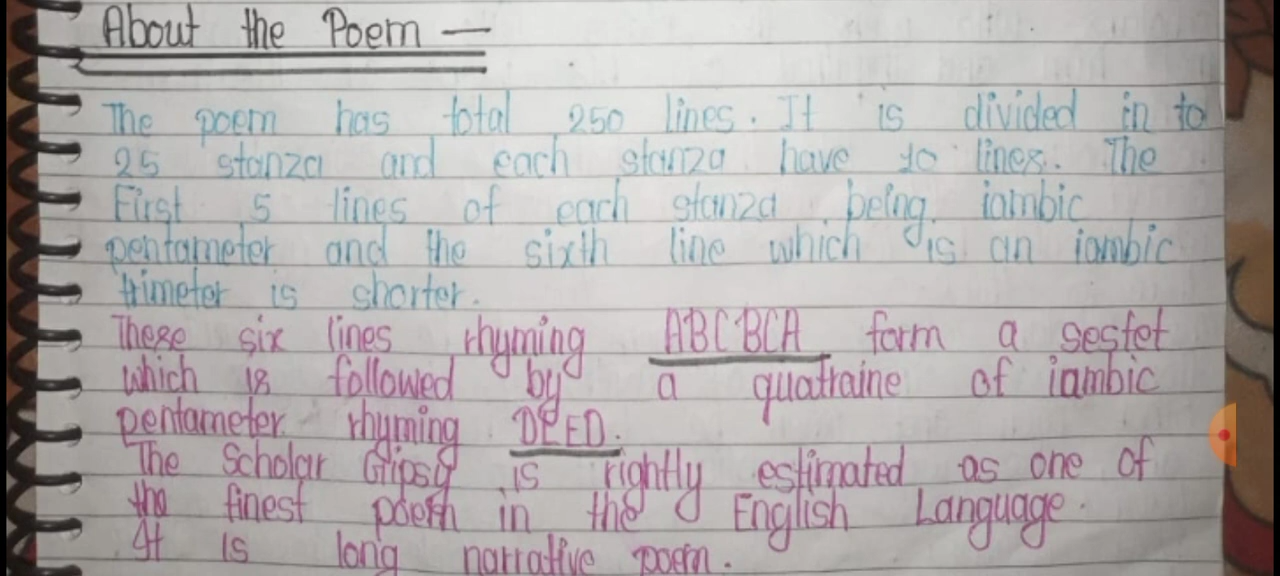 About the Poem —
The poem has total 250 lines. It is divided in to
25 stanza and each stanza have 10 lines. The
First 5 lines of each stanza being iambic
pentameter and the sixth line which is an iambic
trimeter is shorter.
These six lines rhyming ABCBCA form a sestet
which is followed by a quatraine of iambic
pentameter rhyming DEED.
The Scholar Gipsy is rightly estimated as one of
the finest poem in the English Language.
It is long narrative poem.